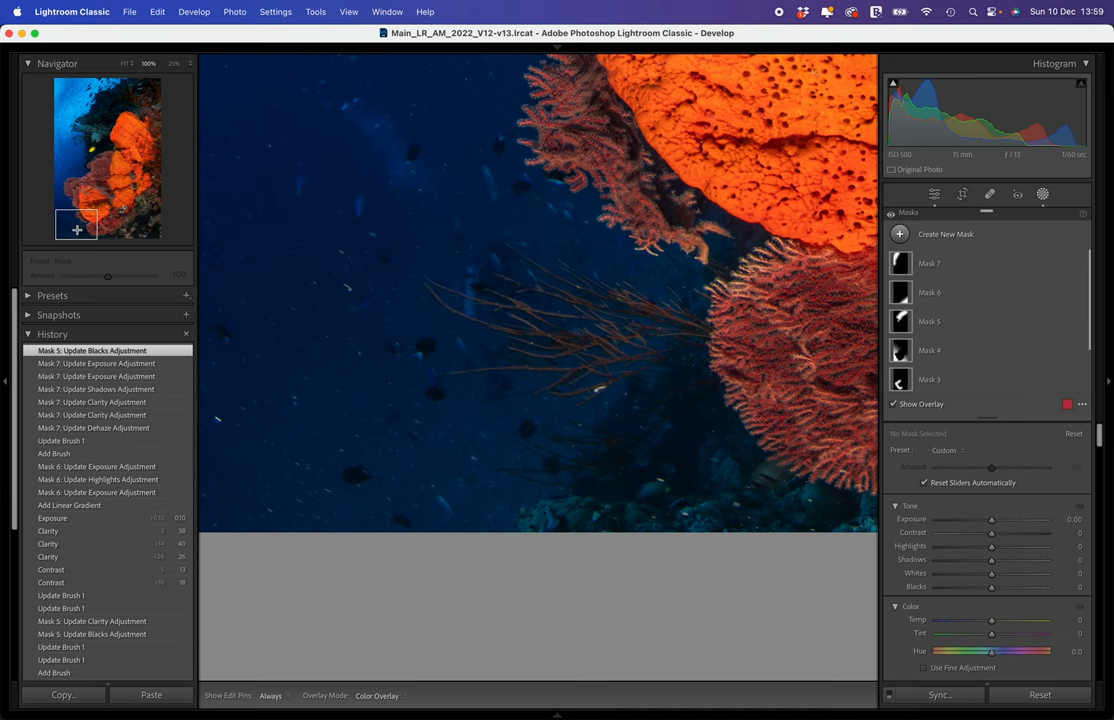 Lightroom Classic File Edit Develop Photo Settings Tools View Window Help Sun 10 Dec 13:59
Main_LR_AM_2022_V12-v13.lrcat - Adobe Photoshop Lightroom Classic - Develop
Navigator FIT 100% 25%
Histogram
ISO 500 15 mm ƒ / 13 1/60 sec
Original Photo
Masks
Create New Mask
Mask 7
Mask 6
Mask 5
Mask 4
Mask 3
Show Overlay
No Mask Selected Reset
Preset : Custom
Amount
Reset Sliders Automatically
Tone
Exposure 0.00
Contrast 0
Highlights 0
Shadows 0
Whites 0
Blacks 0
Color
Temp 0
Tint 0
Hue 0.0
Use Fine Adjustment
Sync... Reset
Preset: None
Amount 100
Presets
Snapshots
History
Mask 5: Update Blacks Adjustment
Mask 7: Update Exposure Adjustment
Mask 7: Update Exposure Adjustment
Mask 7: Update Shadows Adjustment
Mask 7: Update Clarity Adjustment
Mask 7: Update Clarity Adjustment
Mask 7: Update Dehaze Adjustment
Update Brush 1
Add Brush
Mask 6: Update Exposure Adjustment
Mask 6: Update Highlights Adjustment
Mask 6: Update Exposure Adjustment
Add Linear Gradient
Exposure +0.10 0.10
Clarity -2 38
Clarity +14 40
Clarity +26 26
Contrast -5 13
Contrast +18 18
Update Brush 1
Update Brush 1
Mask 5: Update Clarity Adjustment
Mask 5: Update Blacks Adjustment
Update Brush 1
Update Brush 1
Add Brush
Copy... Paste
Show Edit Pins: Always Overlay Mode: Color Overlay